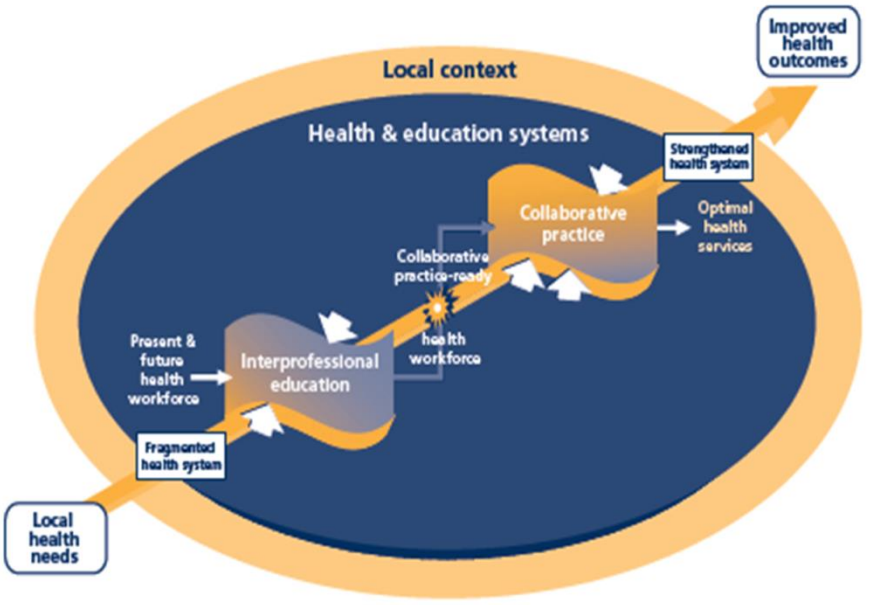 Improved
health
outcomes
Local context
Health & education systems
Strengthened
health system
Collaborative
practice
Optimal
health
services
Collaborative
practice-ready
health
workforce
Present &
future
health
workforce
Interprofessional
education
Fragmented
health system
Local
health
needs